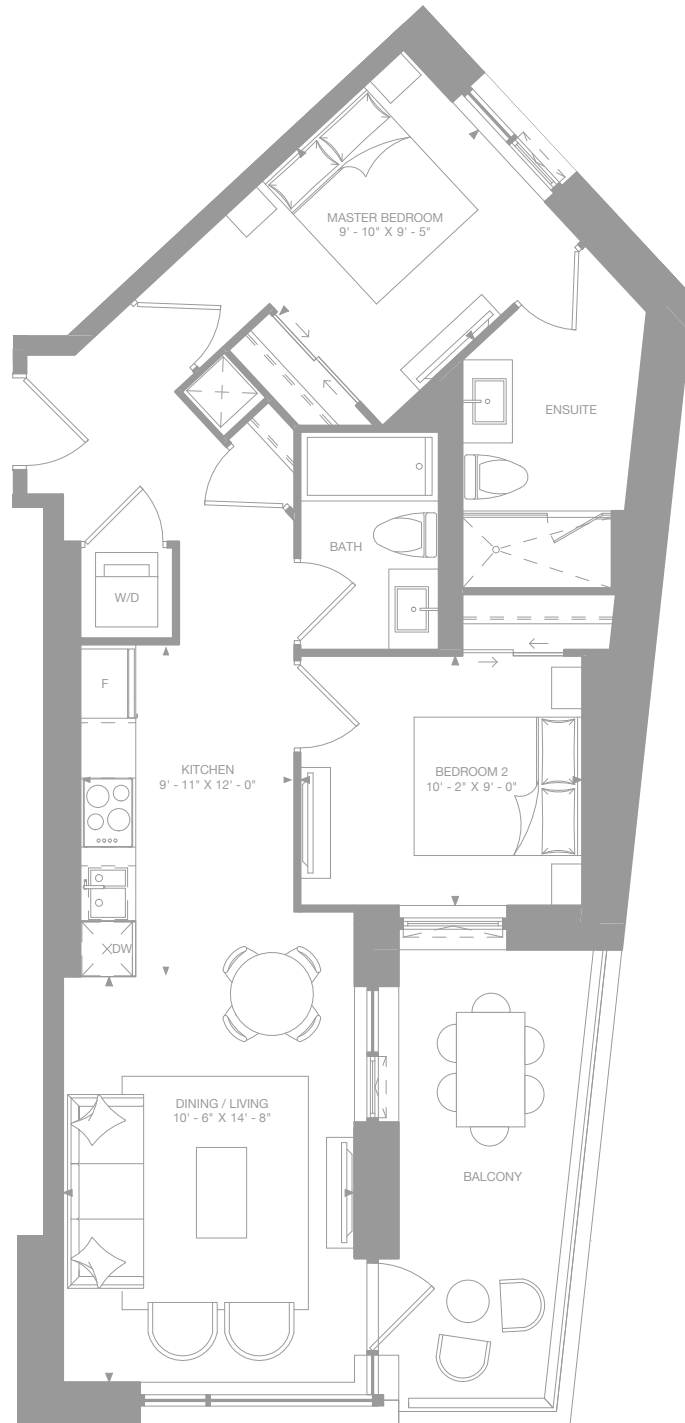 MASTER BEDROOM
9' - 10" X 9' - 5"
ENSUITE
BATH
W/D
F
KITCHEN
9' - 11" X 12' - 0"
BEDROOM 2
10' - 2" X 9' - 0"
DW
DINING / LIVING
10' - 6" X 14' - 8"
BALCONY